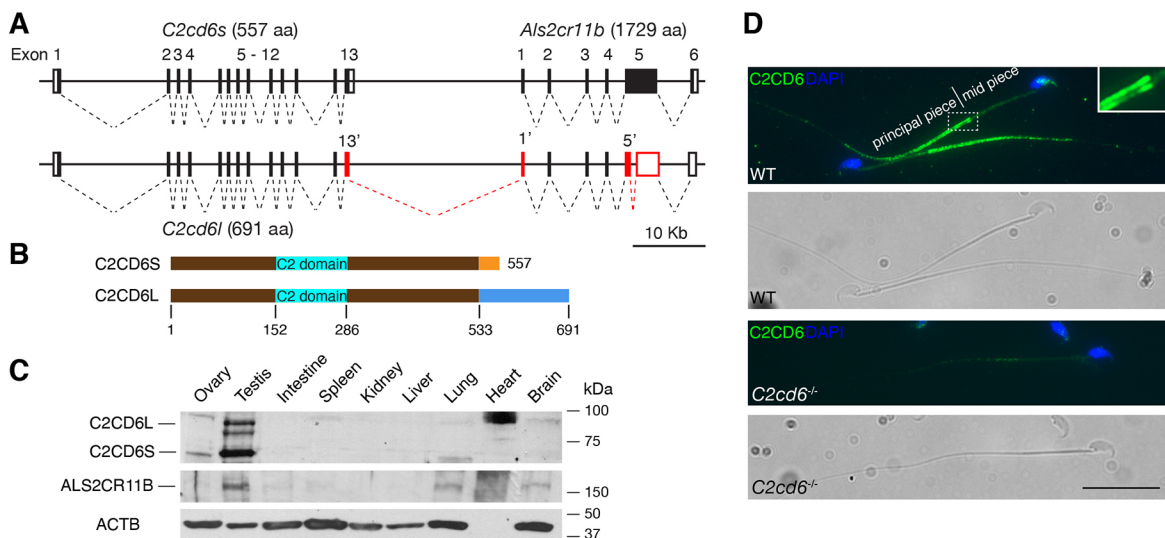 A
C2cd6s (557 aa) Als2cr11b (1729 aa)
Exon 1 2 3 4 5 - 12 13 1 2 3 4 5 6
13’ 1’ 5’
C2cd6l (691 aa)
10 Kb
B
C2CD6S C2 domain 557
C2CD6L C2 domain
1 152 286 533 691
C
Ovary Testis Intestine Spleen Kidney Liver Lung Heart Brain kDa
C2CD6L 100
C2CD6S 75
ALS2CR11B 150
ACTB 50
37
D
C2CD6 DAPI
principal piece mid piece
WT
WT
C2CD6 DAPI
C2cd6-/-
C2cd6-/-